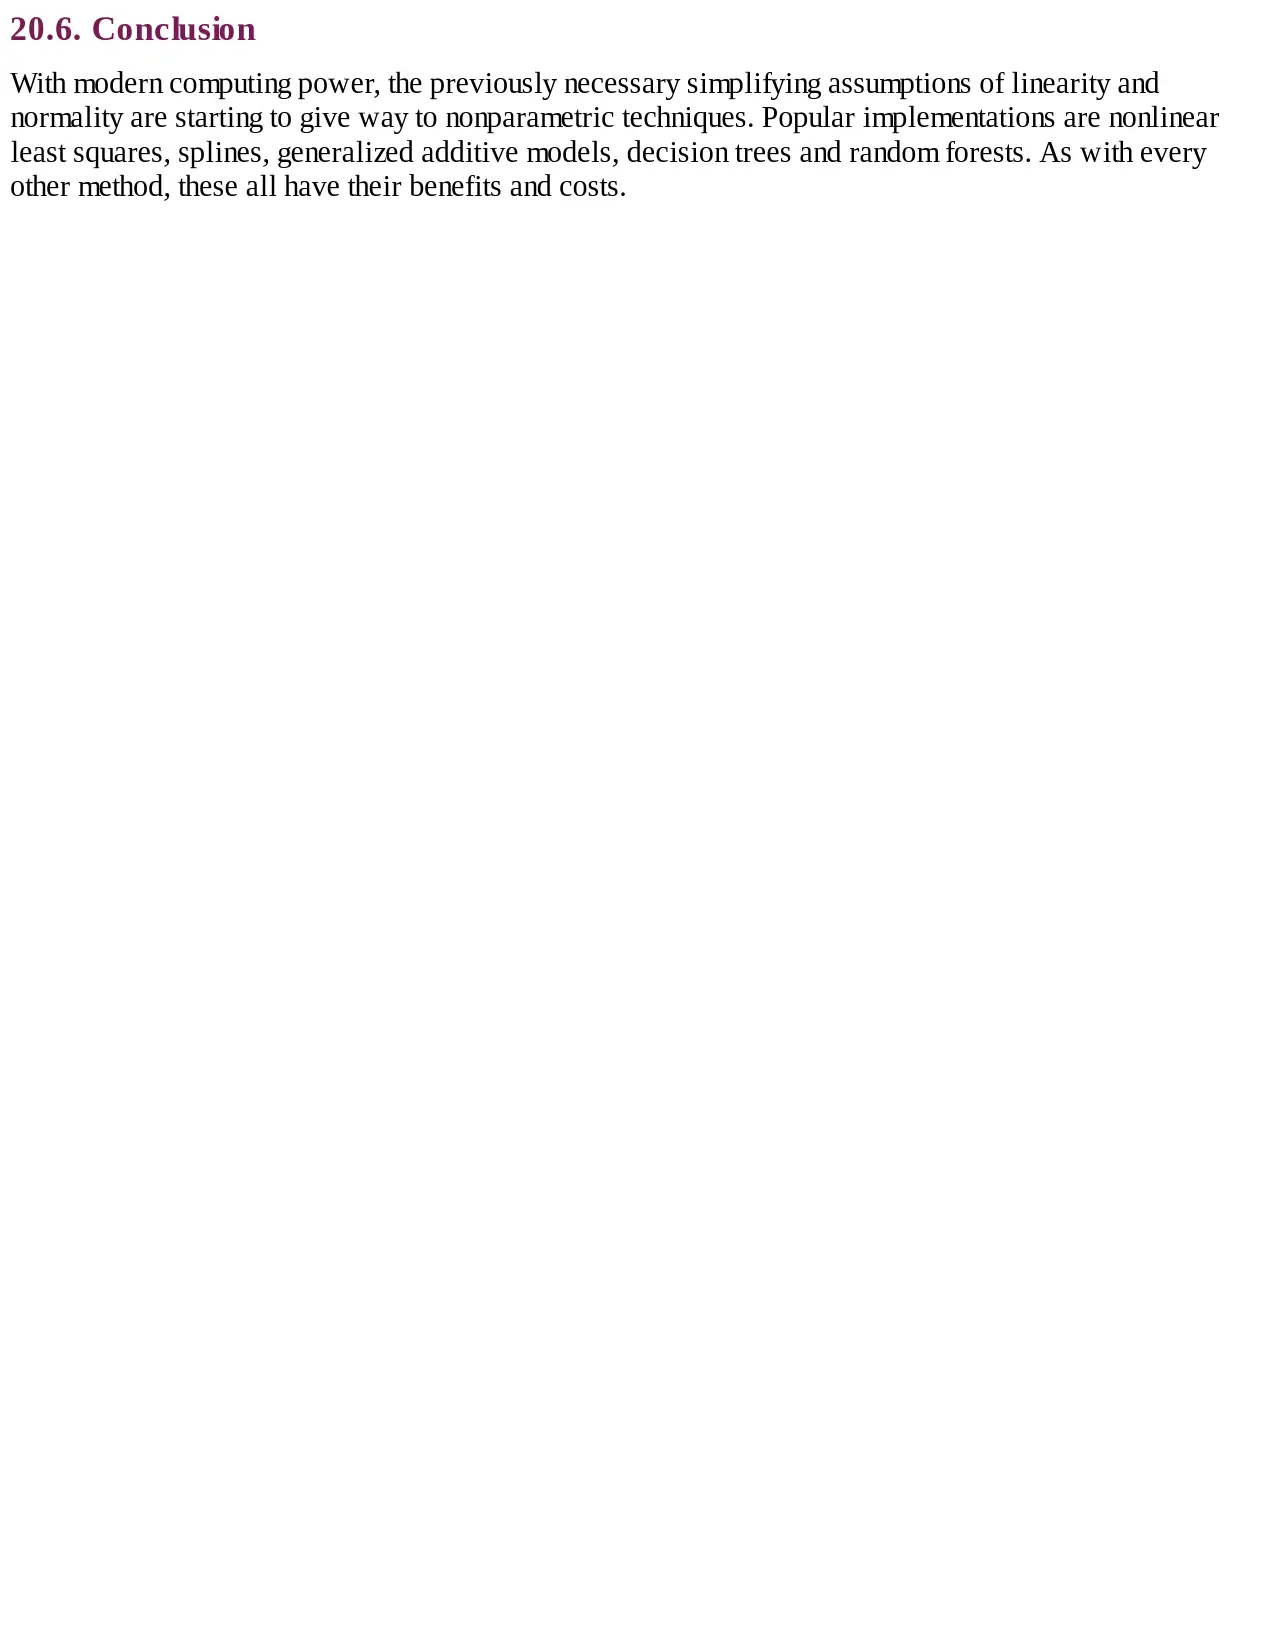 20.6. Conclusion
With modern computing power, the previously necessary simplifying assumptions of linearity and
normality are starting to give way to nonparametric techniques. Popular implementations are nonlinear
least squares, splines, generalized additive models, decision trees and random forests. As with every
other method, these all have their benefits and costs.